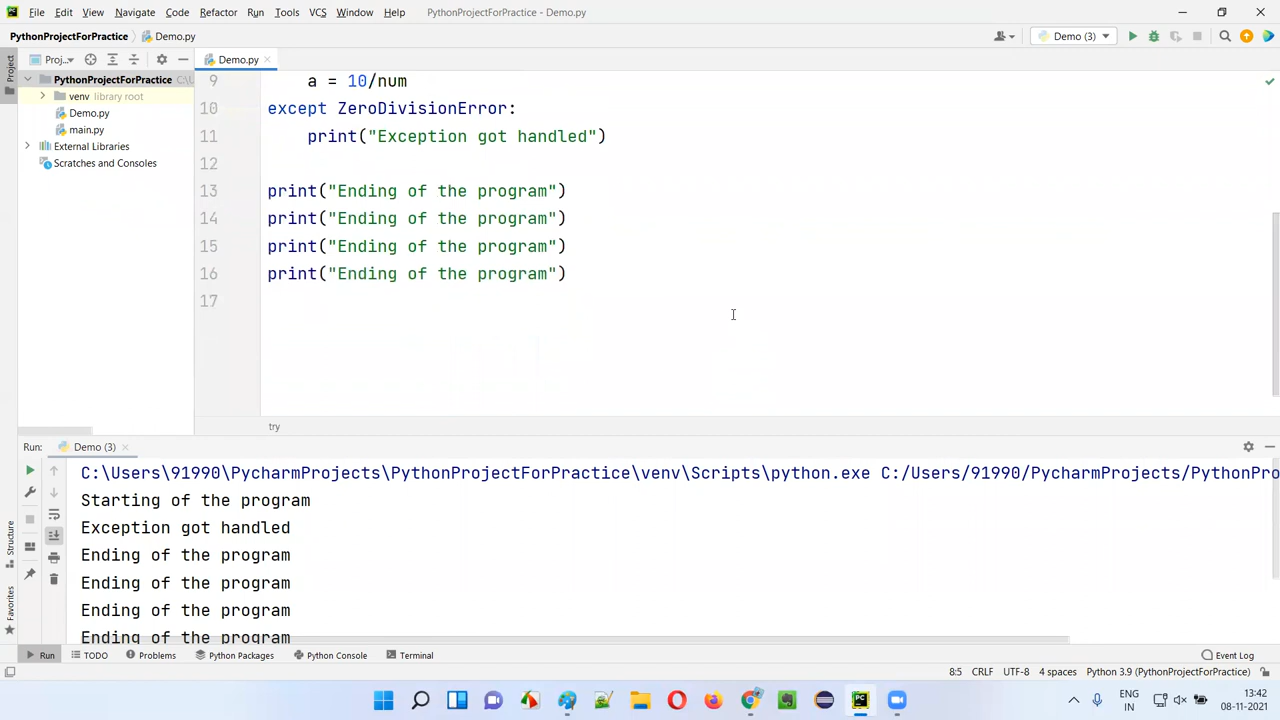 File Edit View Navigate Code Refactor Run Tools VCS Window Help PythonProjectForPractice - Demo.py
PythonProjectForPractice Demo.py Demo (3)
Project Proj... Demo.py
PythonProjectForPractice C:\
venv library root
Demo.py
main.py
External Libraries
Scratches and Consoles
9 a = 10/num
10 except ZeroDivisionError:
11 print("Exception got handled")
12
13 print("Ending of the program")
14 print("Ending of the program")
15 print("Ending of the program")
16 print("Ending of the program")
17
try
Run: Demo (3)
C:\Users\91990\PycharmProjects\PythonProjectForPractice\venv\Scripts\python.exe C:/Users/91990/PycharmProjects/PythonPro
Starting of the program
Exception got handled
Ending of the program
Ending of the program
Ending of the program
Ending of the program
Structure
Favorites
Run TODO Problems Python Packages Python Console Terminal Event Log
8:5 CRLF UTF-8 4 spaces Python 3.9 (PythonProjectForPractice)
PC
ENG
IN
13:42
08-11-2021